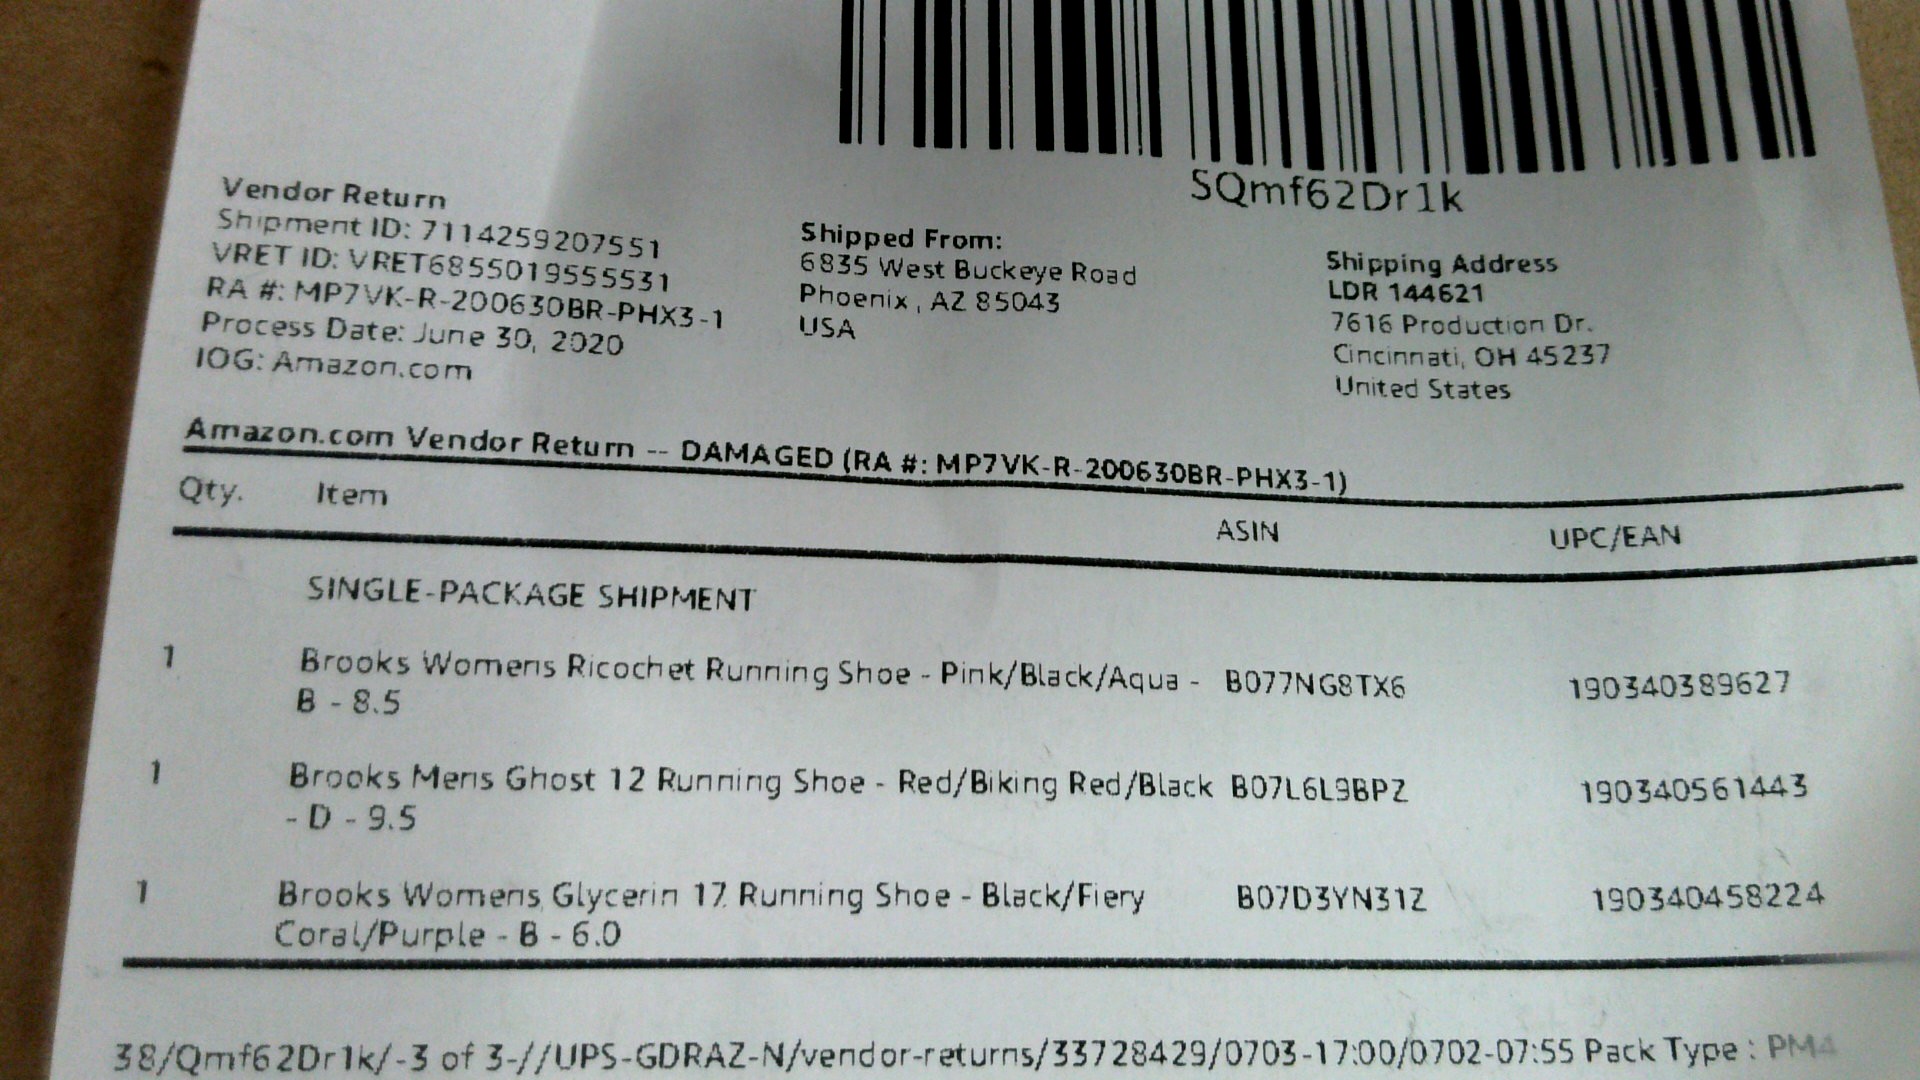 SQmf62Dr1k
Vendor Return
Shipment ID: 7114259207551
VRET ID: VRET6855019555531
RA #: MP7VK-R-200630BR-PHX3-1
Process Date: June 30, 2020
IOG: Amazon.com
Shipped From:
6835 West Buckeye Road
Phoenix, AZ 85043
USA
Shipping Address
LDR 144621
7616 Production Dr.
Cincinnati, OH 45237
United States
Amazon.com Vendor Return -- DAMAGED (RA #: MP7VK-R-200630BR-PHX3-1)
Qty. Item ASIN UPC/EAN
SINGLE-PACKAGE SHIPMENT
1 Brooks Womens Ricochet Running Shoe - Pink/Black/Aqua - B077NG8TX6 190340389627
B - 8.5
1 Brooks Mens Ghost 12 Running Shoe - Red/Biking Red/Black B07L6L9BPZ 190340561443
- D - 9.5
1 Brooks Womens Glycerin 17 Running Shoe - Black/Fiery B07D3YN31Z 190340458224
Coral/Purple - B - 6.0
38/Qmf62Dr1k/-3 of 3-//UPS-GDRAZ-N/vendor-returns/33728429/0703-17:00/0702-07:55 Pack Type : PM4